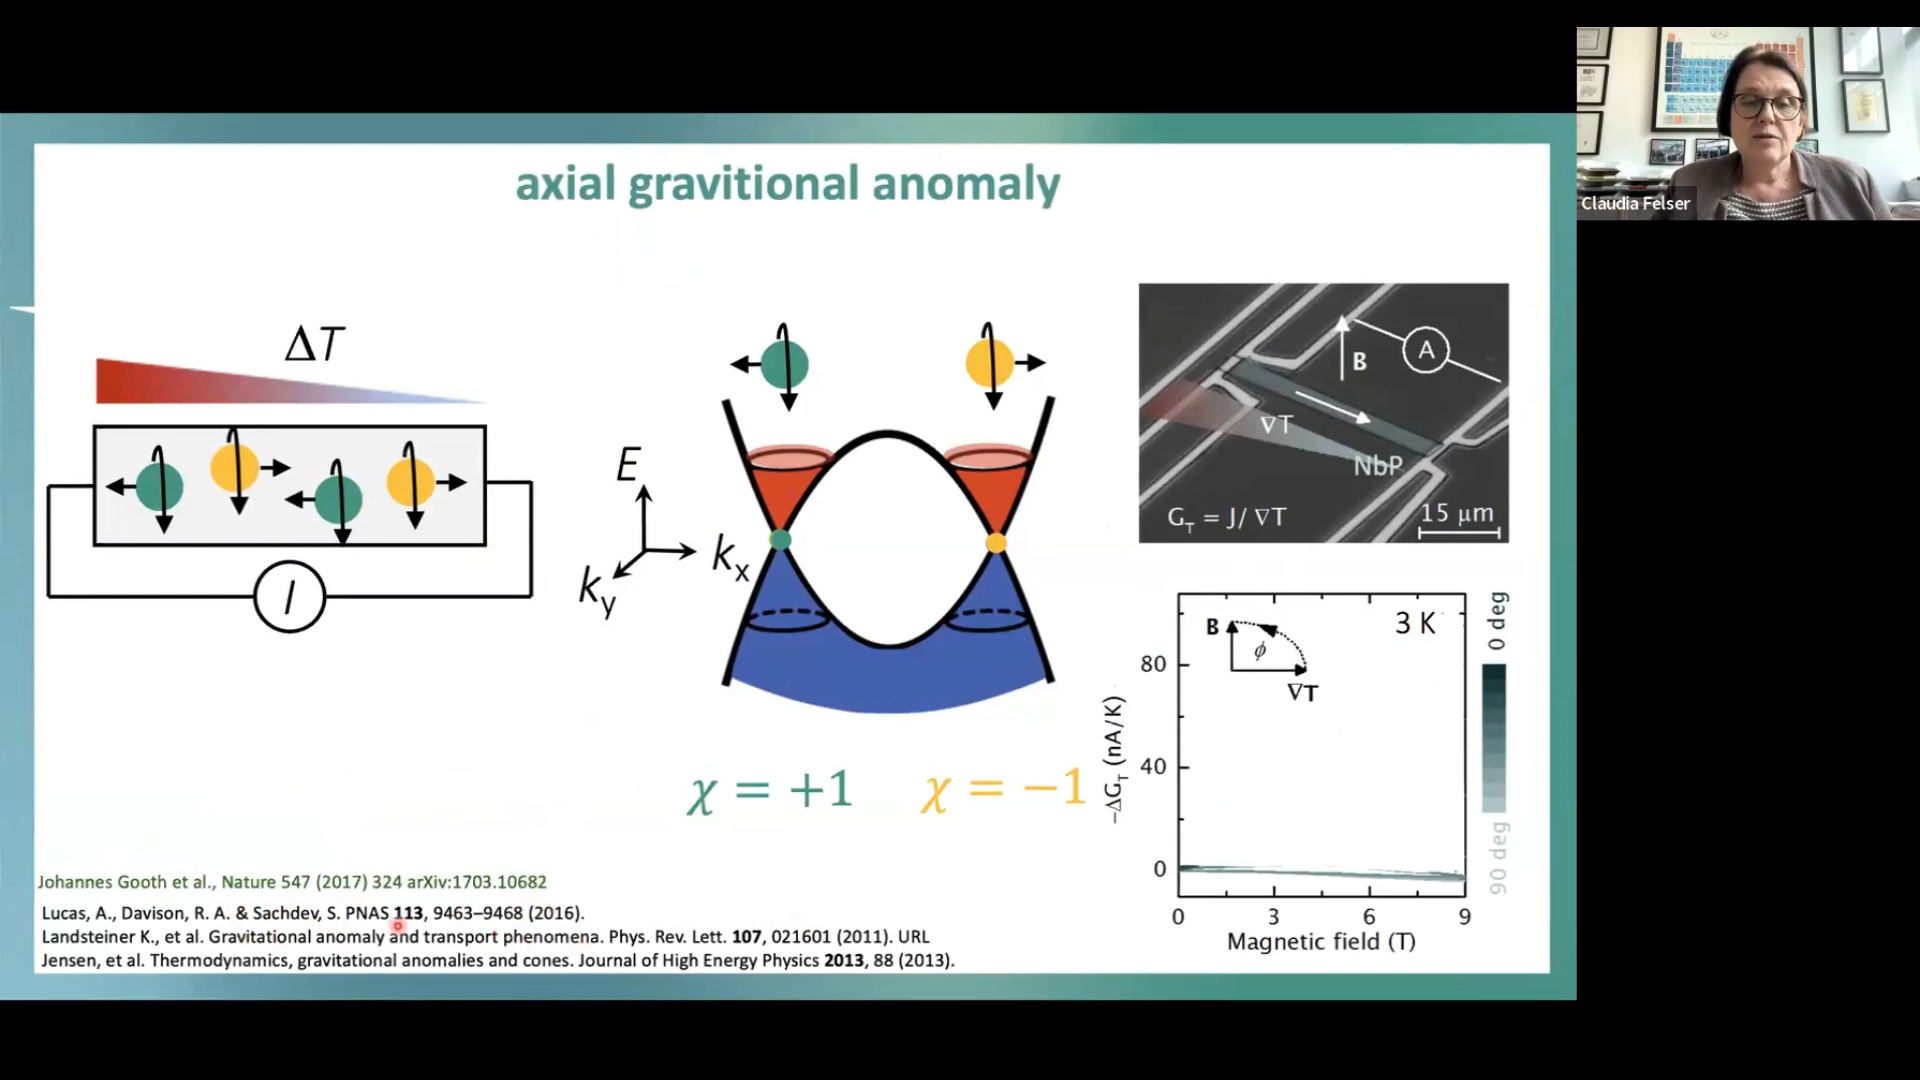 axial gravitional anomaly
Claudia Felser
ΔT
I
E
kx
ky
χ = +1
χ = −1
B
A
∇T
NbP
GT = J/ ∇T
15 μm
3 K
B
ϕ
∇T
80
40
0
−ΔGT (nA/K)
0 3 6 9
Magnetic field (T)
0 deg
90 deg
Johannes Gooth et al., Nature 547 (2017) 324 arXiv:1703.10682
Lucas, A., Davison, R. A. & Sachdev, S. PNAS 113, 9463–9468 (2016).
Landsteiner K., et al. Gravitational anomaly and transport phenomena. Phys. Rev. Lett. 107, 021601 (2011). URL
Jensen, et al. Thermodynamics, gravitational anomalies and cones. Journal of High Energy Physics 2013, 88 (2013).